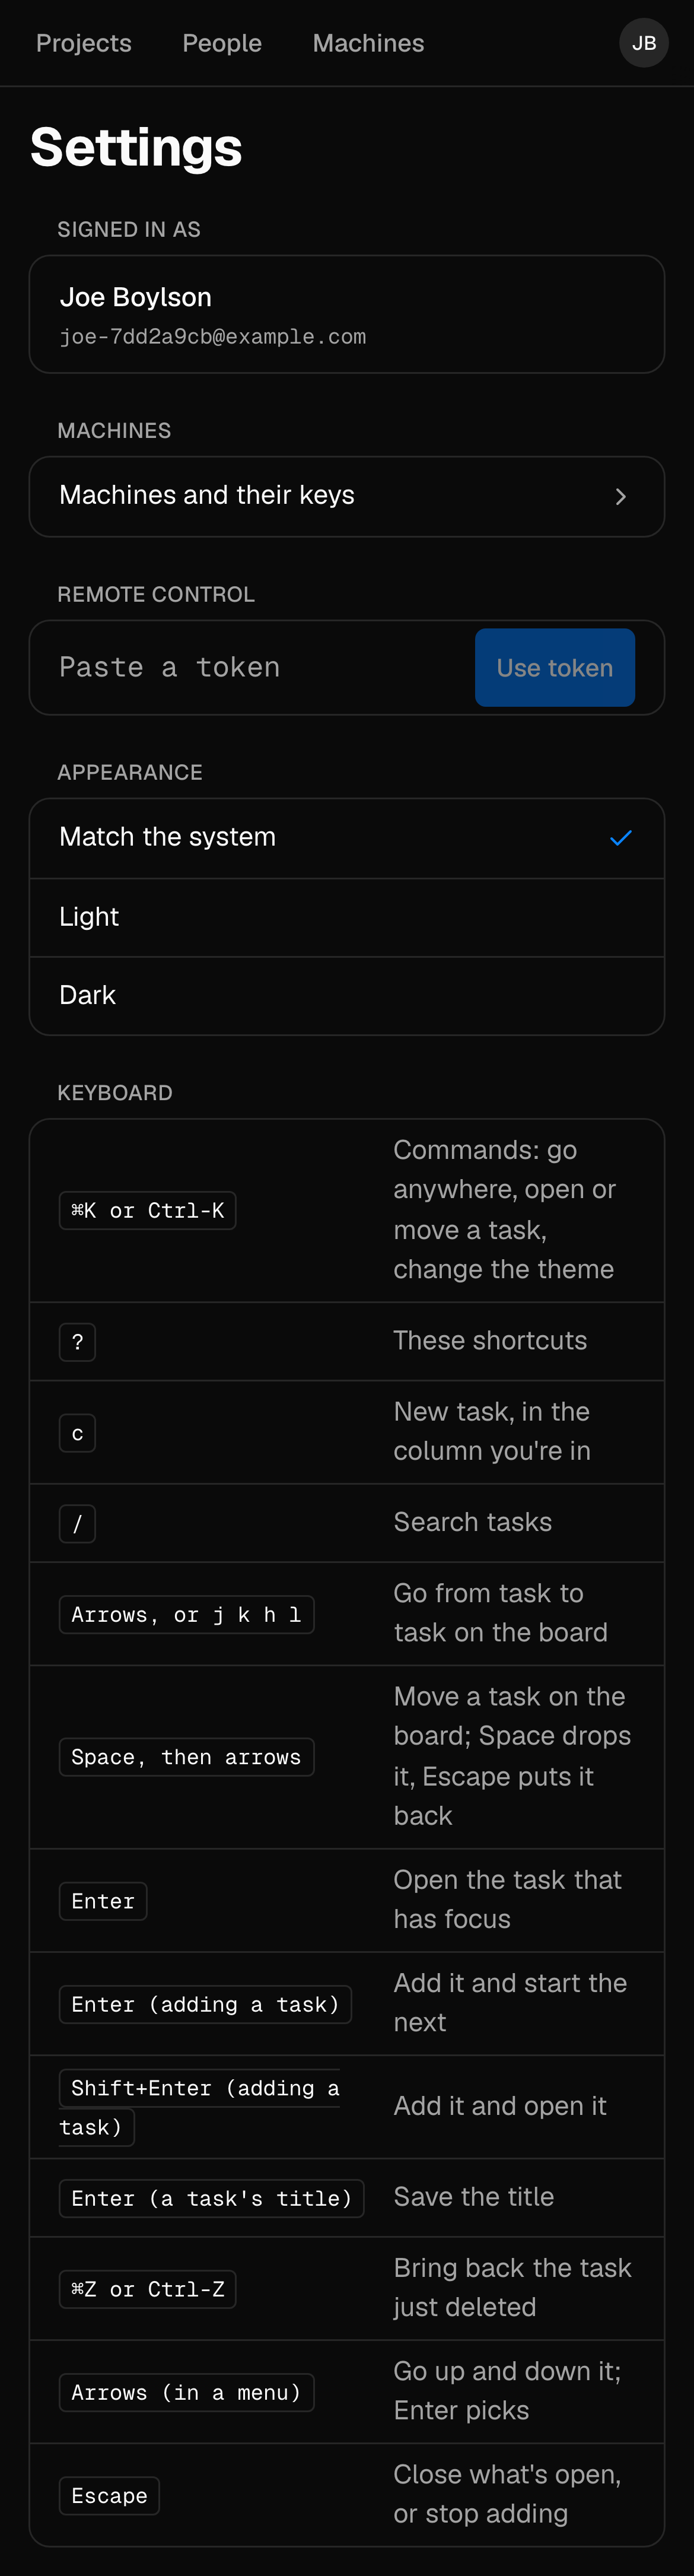 Projects People Machines JB
Settings
SIGNED IN AS
Joe Boylson
joe-7dd2a9cb@example.com
MACHINES
Machines and their keys
REMOTE CONTROL
Paste a token Use token
APPEARANCE
Match the system
Light
Dark
KEYBOARD
⌘K or Ctrl-K
Commands: go
anywhere, open or
move a task,
change the theme
? These shortcuts
c
New task, in the
column you're in
/ Search tasks
Arrows, or j k h l
Go from task to
task on the board
Space, then arrows
Move a task on the
board; Space drops
it, Escape puts it
back
Enter
Open the task that
has focus
Enter (adding a task)
Add it and start the
next
Shift+Enter (adding a
task)
Add it and open it
Enter (a task's title) Save the title
⌘Z or Ctrl-Z
Bring back the task
just deleted
Arrows (in a menu)
Go up and down it;
Enter picks
Escape
Close what's open,
or stop adding